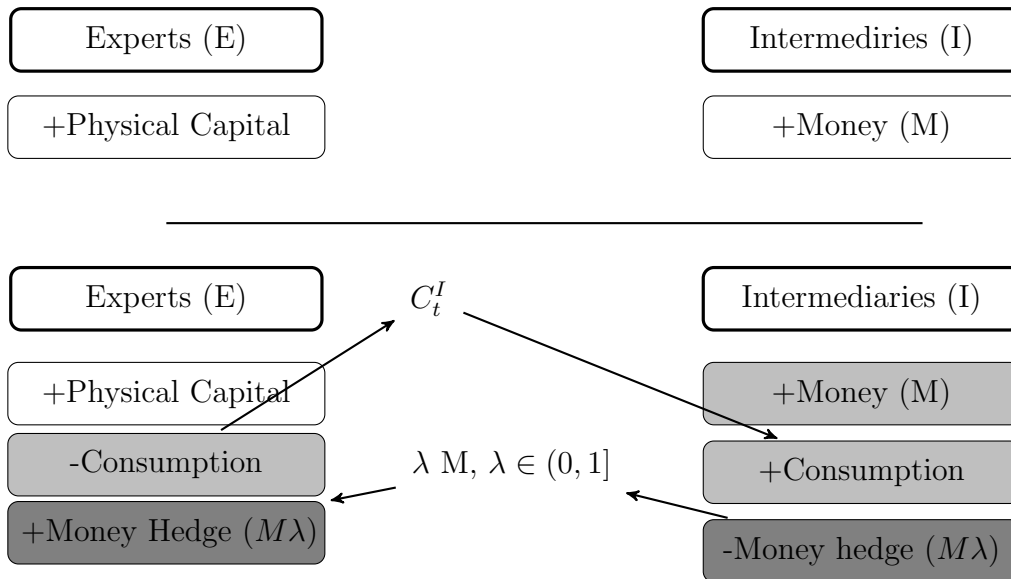 Experts (E)
Intermediries (I)
+Physical Capital
+Money (M)
Experts (E)
$C_t^I$
Intermediaries (I)
+Physical Capital
+Money (M)
-Consumption
λ M, λ ∈ (0, 1]
+Consumption
+Money Hedge (Mλ)
-Money hedge (Mλ)